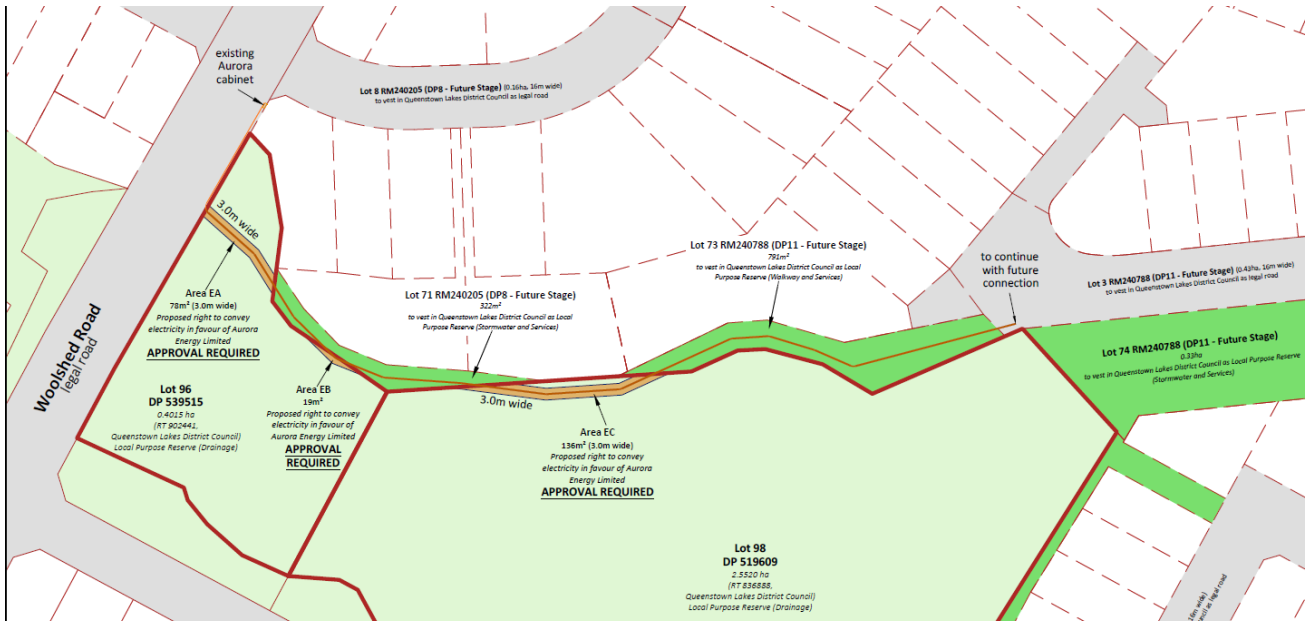 existing
Aurora
cabinet
Lot 8 RM240205 (DP8 - Future Stage) (0.16ha, 16m wide)
to vest in Queenstown Lakes District Council as legal road
3.0m wide
Lot 73 RM240788 (DP11 - Future Stage)
791m²
to vest in Queenstown Lakes District Council as Local
Purpose Reserve (Walkway and Services)
to continue
with future
connection
Lot 3 RM240788 (DP11 - Future Stage) (0.43ha, 16m wide)
to vest in Queenstown Lakes District Council as legal road
Area EA
78m² (3.0m wide)
Proposed right to convey
electricity in favour of Aurora
Energy Limited
APPROVAL REQUIRED
Lot 71 RM240205 (DP8 - Future Stage)
322m²
to vest in Queenstown Lakes District Council as Local
Purpose Reserve (Stormwater and Services)
Lot 74 RM240788 (DP11 - Future Stage)
0.33ha
to vest in Queenstown Lakes District Council as Local Purpose Reserve
(Stormwater and Services)
Woolshed Road
legal road
Lot 96
DP 539515
0.4015 ha
(RT 902441,
Queenstown Lakes District Council)
Local Purpose Reserve (Drainage)
Area EB
19m²
Proposed right to convey
electricity in favour of
Aurora Energy Limited
APPROVAL
REQUIRED
3.0m wide
Area EC
136m² (3.0m wide)
Proposed right to convey
electricity in favour of Aurora
Energy Limited
APPROVAL REQUIRED
Lot 98
DP 519609
2.5520 ha
(RT 836888,
Queenstown Lakes District Council)
Local Purpose Reserve (Drainage)
16m wide)
ncil as legal road